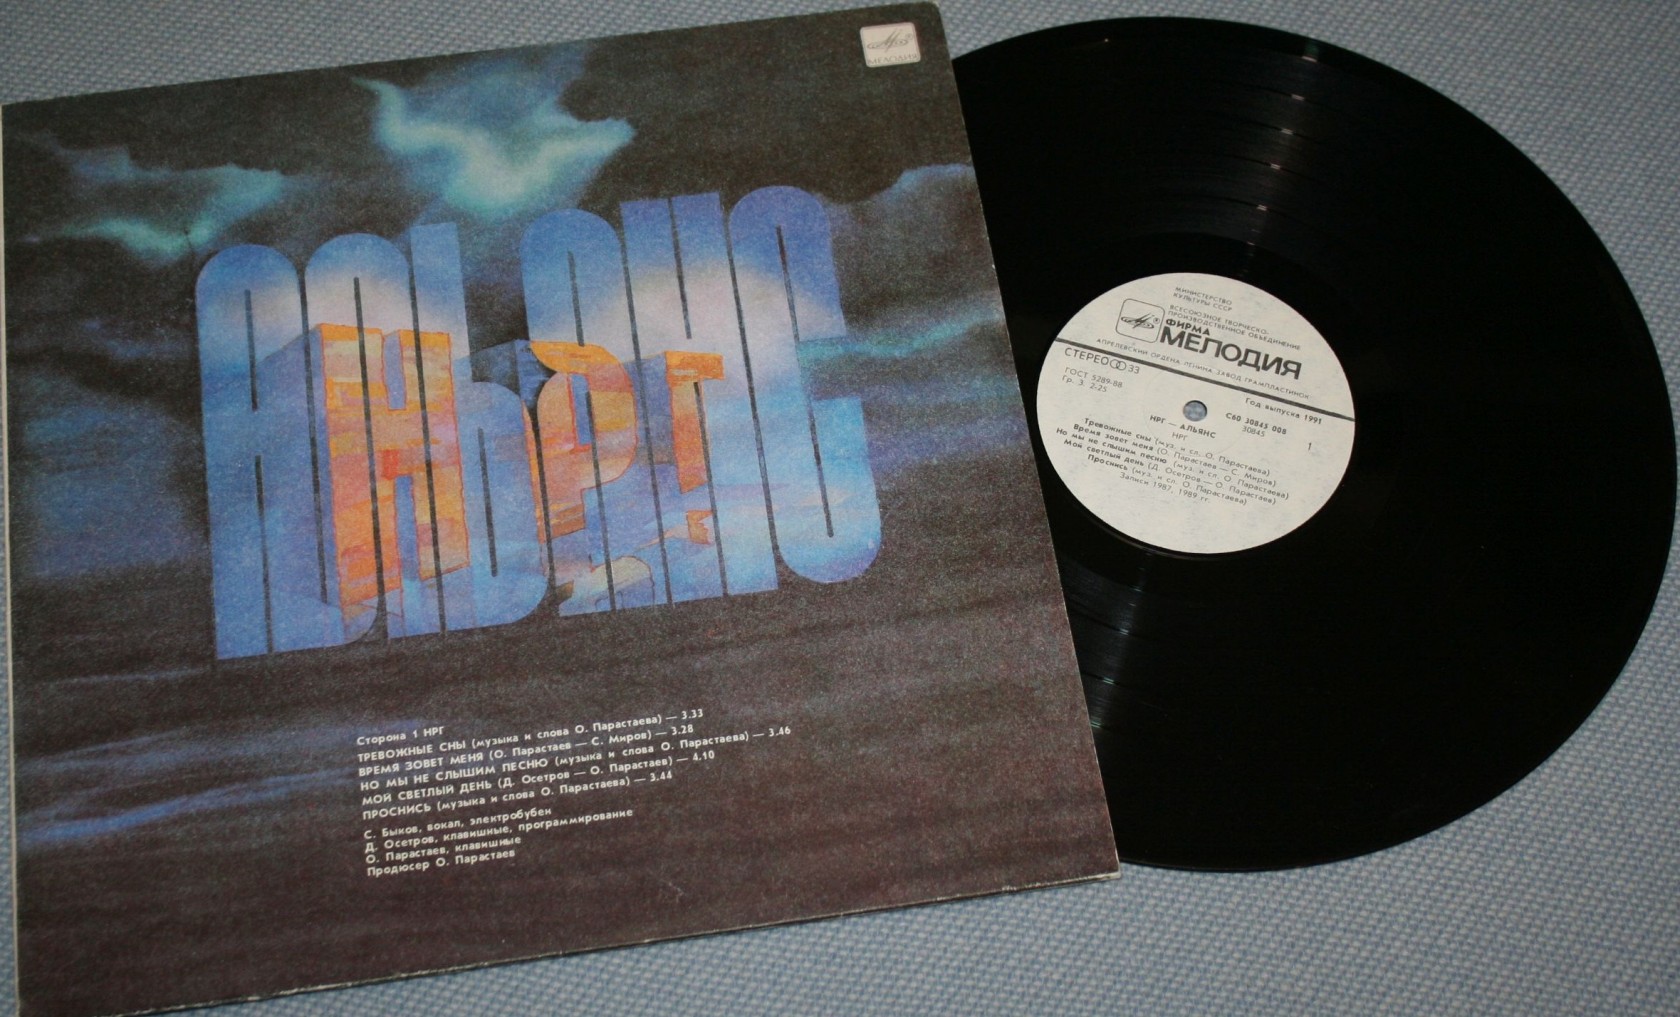 МЕЛОДИЯ
АЛЬЯНС
НРГ
Сторона 1 НРГ
ТРЕВОЖНЫЕ СНЫ (музыка и слова О. Парастаева) — 3.33
ВРЕМЯ ЗОВЕТ МЕНЯ (О. Парастаев — С. Миров) — 3.28
НО МЫ НЕ СЛЫШИМ ПЕСНЮ (музыка и слова О. Парастаева) — 3.46
МОЙ СВЕТЛЫЙ ДЕНЬ (Д. Осетров — О. Парастаев) — 4.10
ПРОСНИСЬ (музыка и слова О. Парастаева) — 3.44
С. Быков, вокал, электробубен
Д. Осетров, клавишные, программирование
О. Парастаев, клавишные
Продюсер О. Парастаев
МИНИСТЕРСТВО
КУЛЬТУРЫ СССР
ВСЕСОЮЗНОЕ ТВОРЧЕСКО-
ПРОИЗВОДСТВЕННОЕ ОБЪЕДИНЕНИЕ
ФИРМА
МЕЛОДИЯ
АПРЕЛЕВСКИЙ ОРДЕНА ЛЕНИНА ЗАВОД ГРАМПЛАСТИНОК
СТЕРЕО 33
ГОСТ 5289-88
Гр. 3. 2-25
Год выпуска 1991
С60 30845 008
30845
1
НРГ — АЛЬЯНС
НРГ
Тревожные сны (муз. и сл. О. Парастаева)
Время зовет меня (О. Парастаев — С. Миров)
Но мы не слышим песню (муз. и сл. О. Парастаева)
Мой светлый день (Д. Осетров — О. Парастаев)
Проснись (муз. и сл. О. Парастаева)
Записи 1987, 1989 гг.